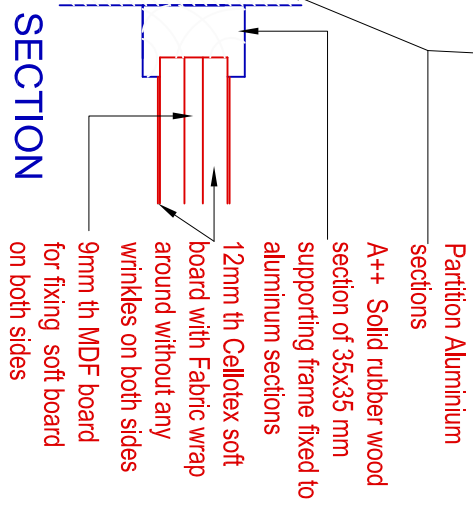 Partition Aluminium
sections
A++ Solid rubber wood
section of 35x35 mm
supporting frame fixed to
aluminum sections
12mm th Cellotex soft
board with Fabric wrap
around without any
wrinkles on both sides
9mm th MDF board
for fixing soft board
on both sides
SECTION